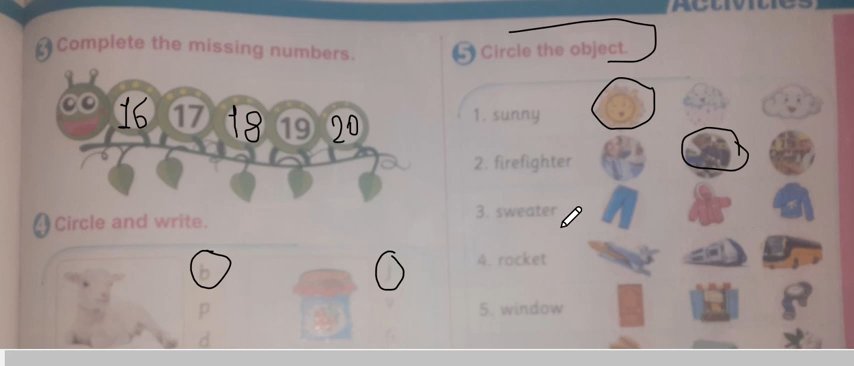 Activities
3 Complete the missing numbers.
16 17 18 19 20
4 Circle and write.
b
p
d
j
5 Circle the object.
1. sunny
2. firefighter
3. sweater
4. rocket
5. window